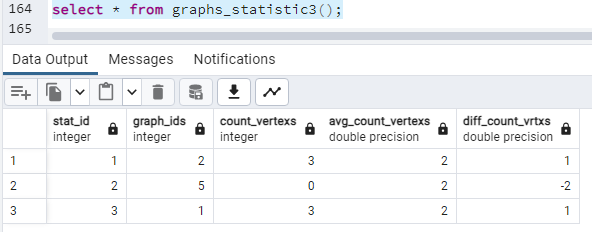 164 select * from graphs_statistic3();
165
Data Output Messages Notifications
stat_id graph_ids count_vertexs avg_count_vertexs diff_count_vrtxs
integer integer integer double precision double precision
1 1 2 3 2 1
2 2 5 0 2 -2
3 3 1 3 2 1